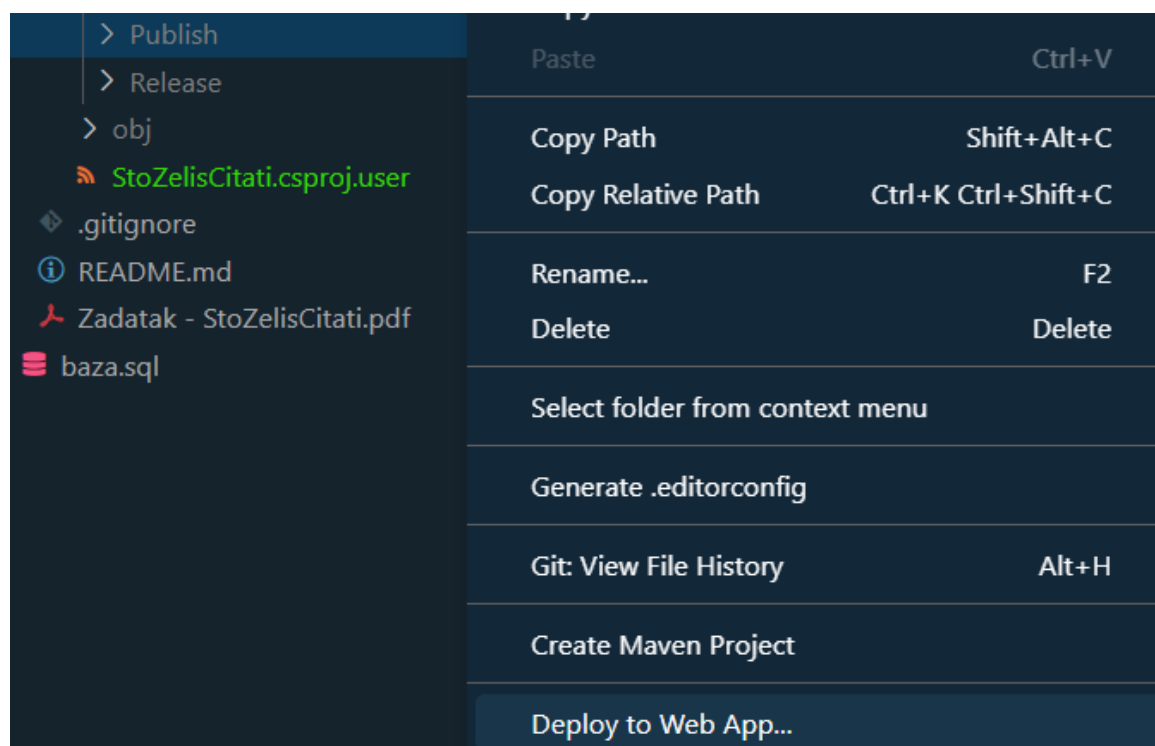 Publish
Release
obj
StoZelisCitati.csproj.user
.gitignore
README.md
Zadatak - StoZelisCitati.pdf
baza.sql
Paste Ctrl+V
Copy Path Shift+Alt+C
Copy Relative Path Ctrl+K Ctrl+Shift+C
Rename... F2
Delete Delete
Select folder from context menu
Generate .editorconfig
Git: View File History Alt+H
Create Maven Project
Deploy to Web App...